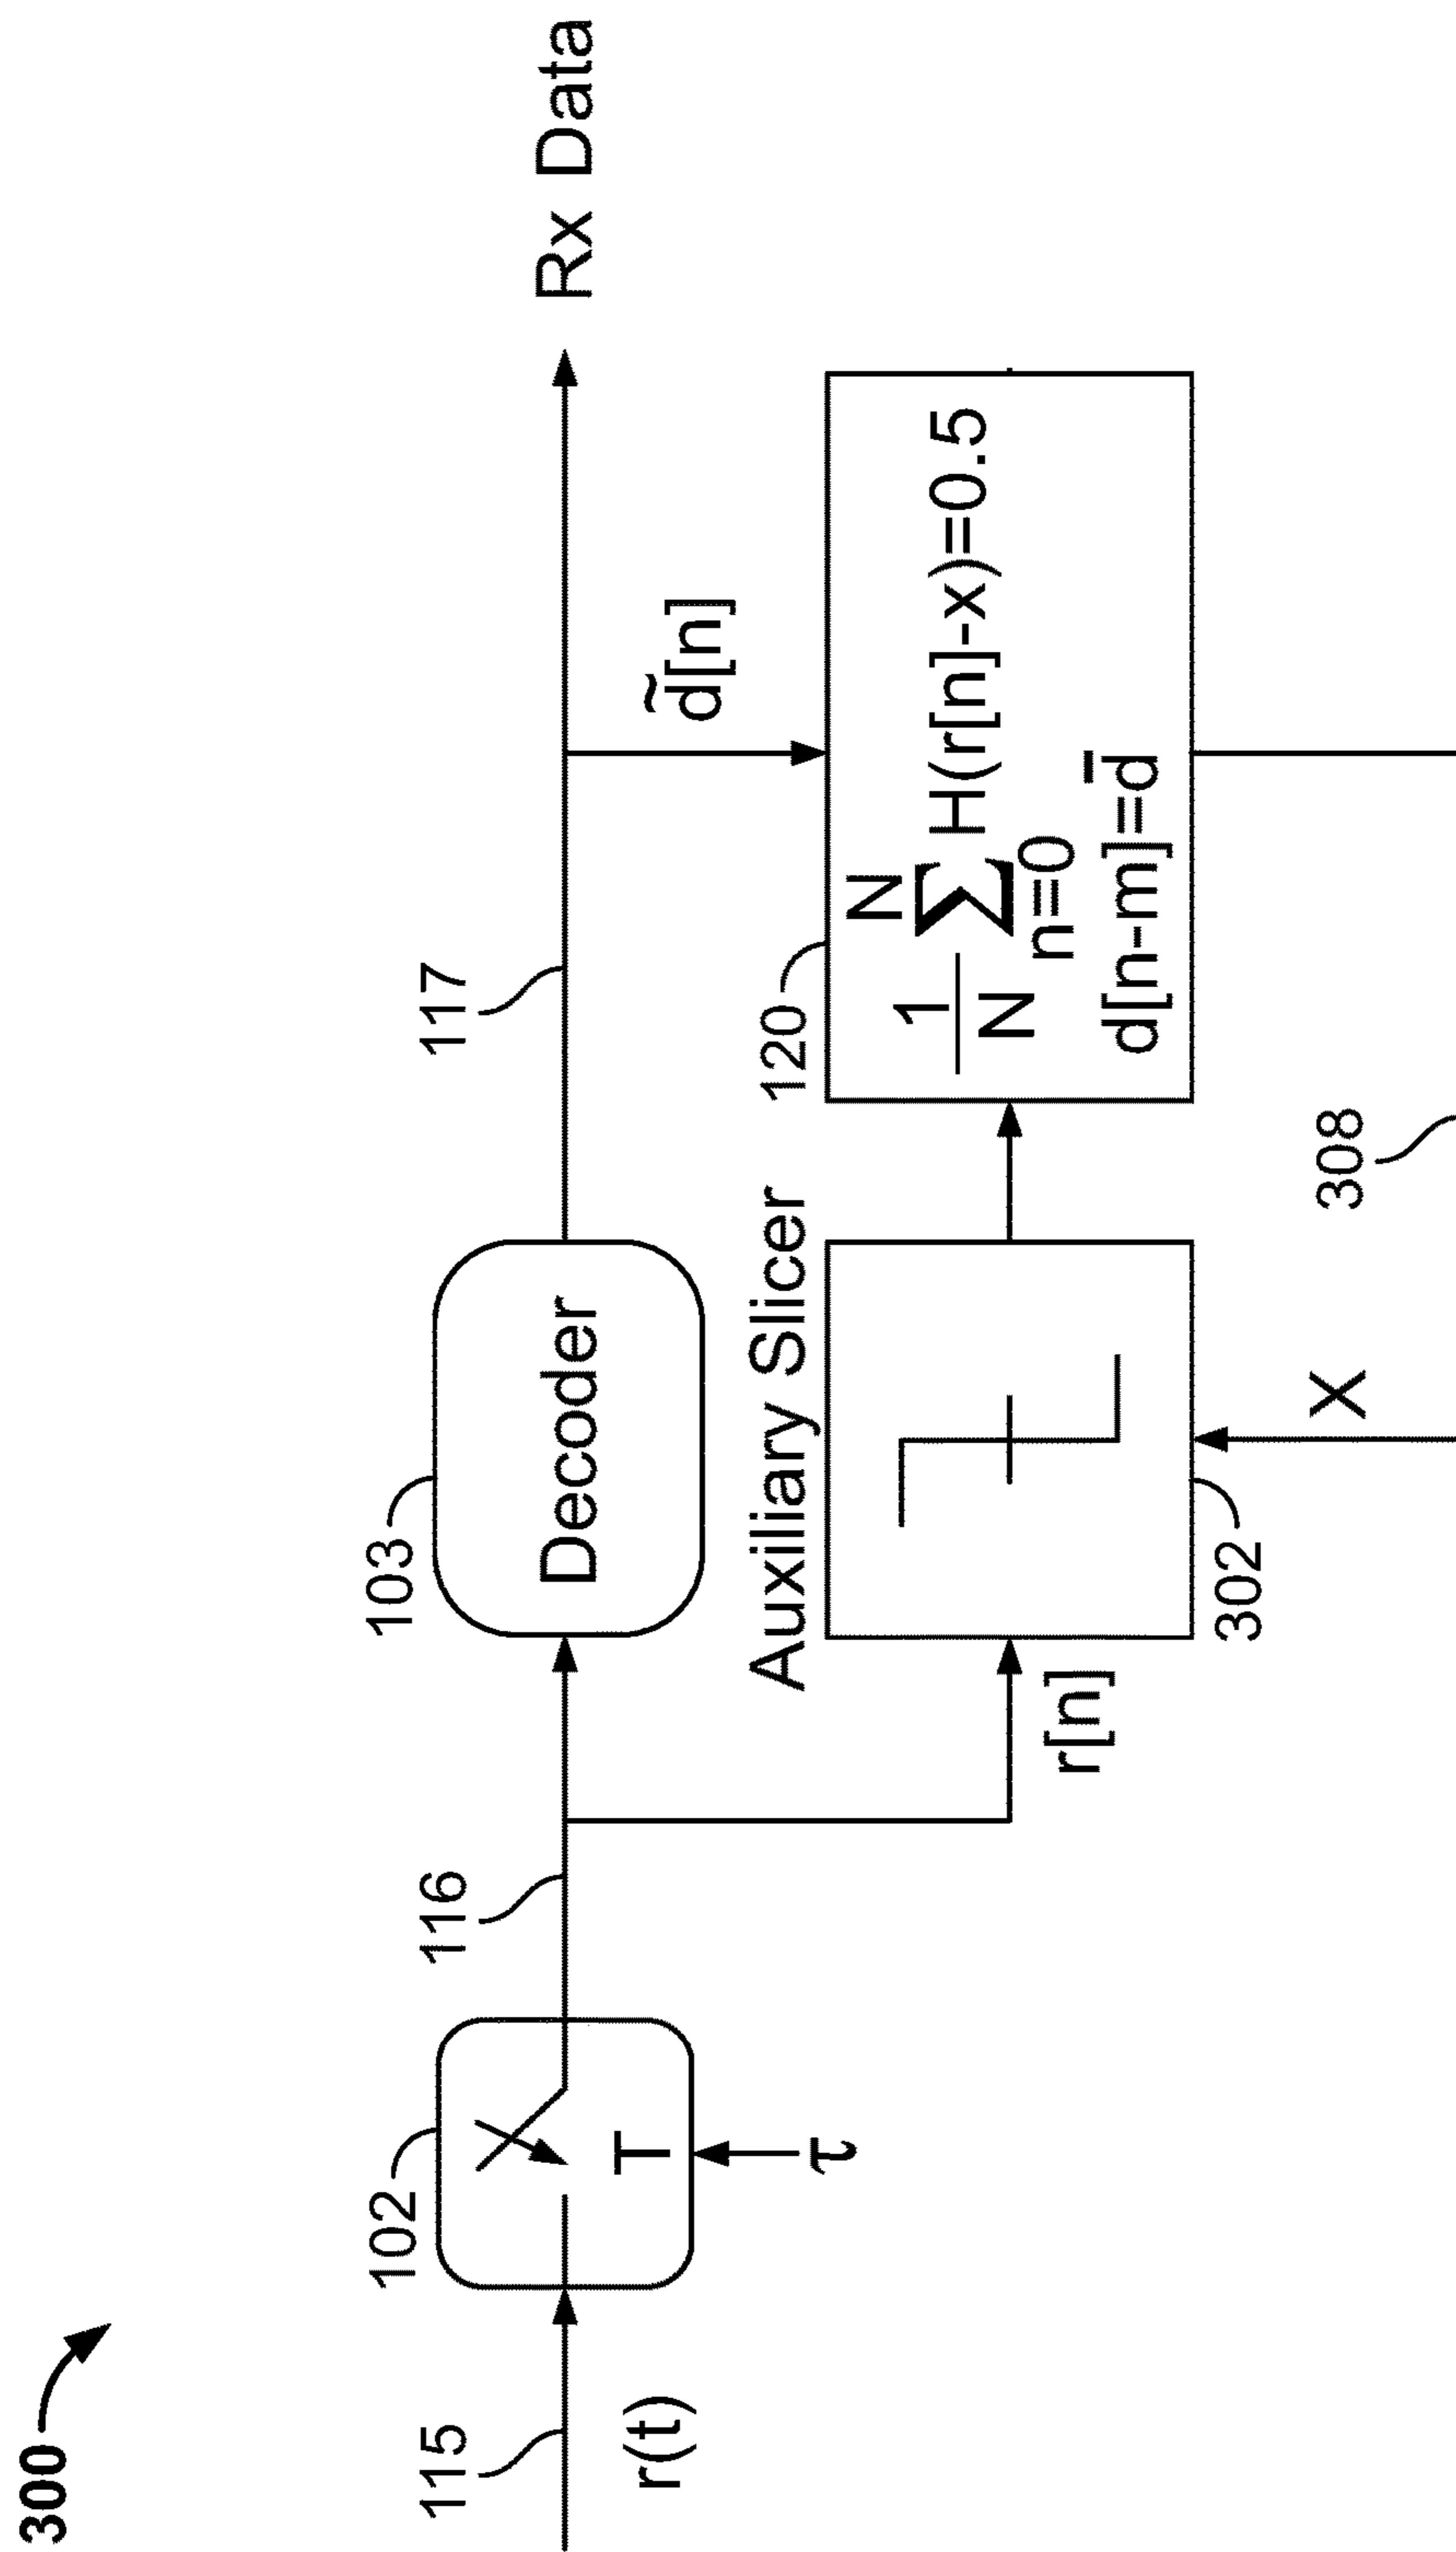 300
115
r(t)
102
T
τ
116
r[n]
103
Decoder
117
Rx Data
d̃[n]
Auxiliary Slicer
302
X
120
1/N N∑n=0 H(r[n]-x)=0.5
d[n-m]=d̄
308